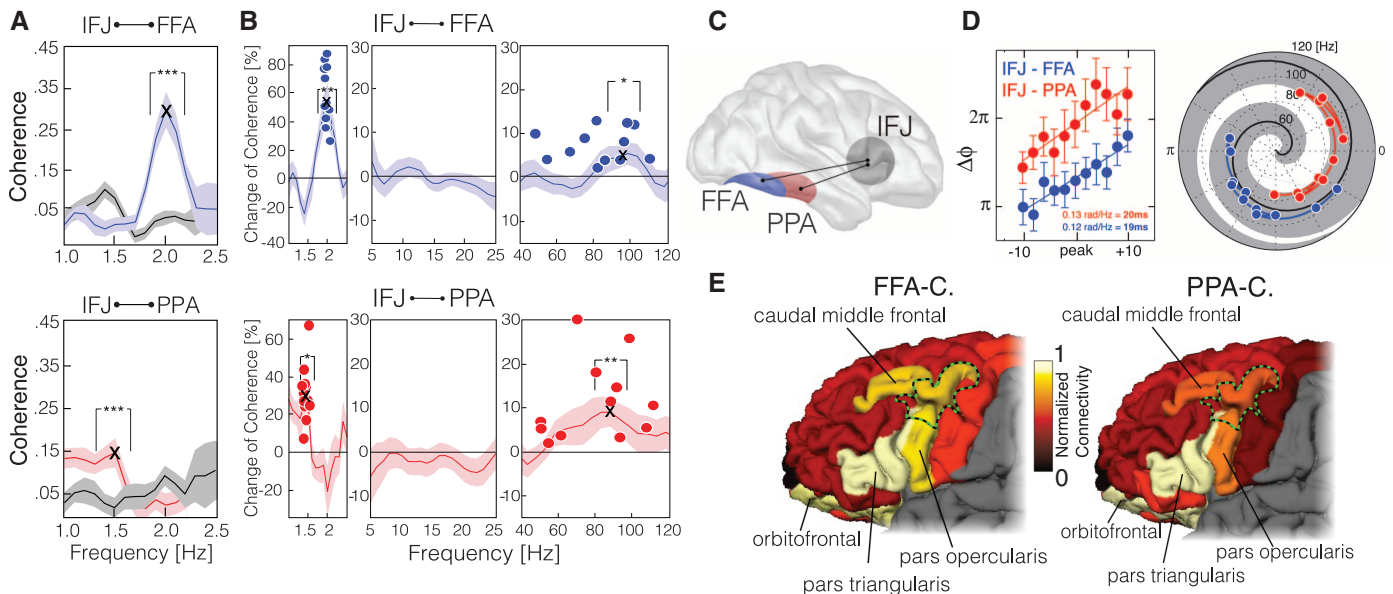 A
IFJ FFA
Coherence
.45
.35
.25
.15
.05
***
X
1.0 1.5 2.0 2.5
IFJ PPA
Coherence
.45
.35
.25
.15
.05
***
X
1.0 1.5 2.0 2.5
Frequency [Hz]
B
IFJ FFA
Change of Coherence [%]
80
60
40
20
0
-20
-40
**
X
1.5 2
30
20
10
0
10
5 10 15 20 25
30
20
10
0
10
*
X
40 60 80 100 120
IFJ PPA
Change of Coherence [%]
60
40
20
0
-20
*
X
1.5 2
30
20
10
0
-10
5 10 15 20 25
30
20
10
0
-10
**
X
40 60 80 100 120
Frequency [Hz]
C
IFJ
FFA
PPA
D
IFJ - FFA
IFJ - PPA
Δϕ
2π
π
0.13 rad/Hz = 20ms
0.12 rad/Hz = 19ms
-10 peak +10
120 [Hz]
100
80
60
π
0
E
FFA-C.
caudal middle frontal
orbitofrontal
pars triangularis
pars opercularis
1
0
Normalized
Connectivity
PPA-C.
caudal middle frontal
orbitofrontal
pars triangularis
pars opercularis